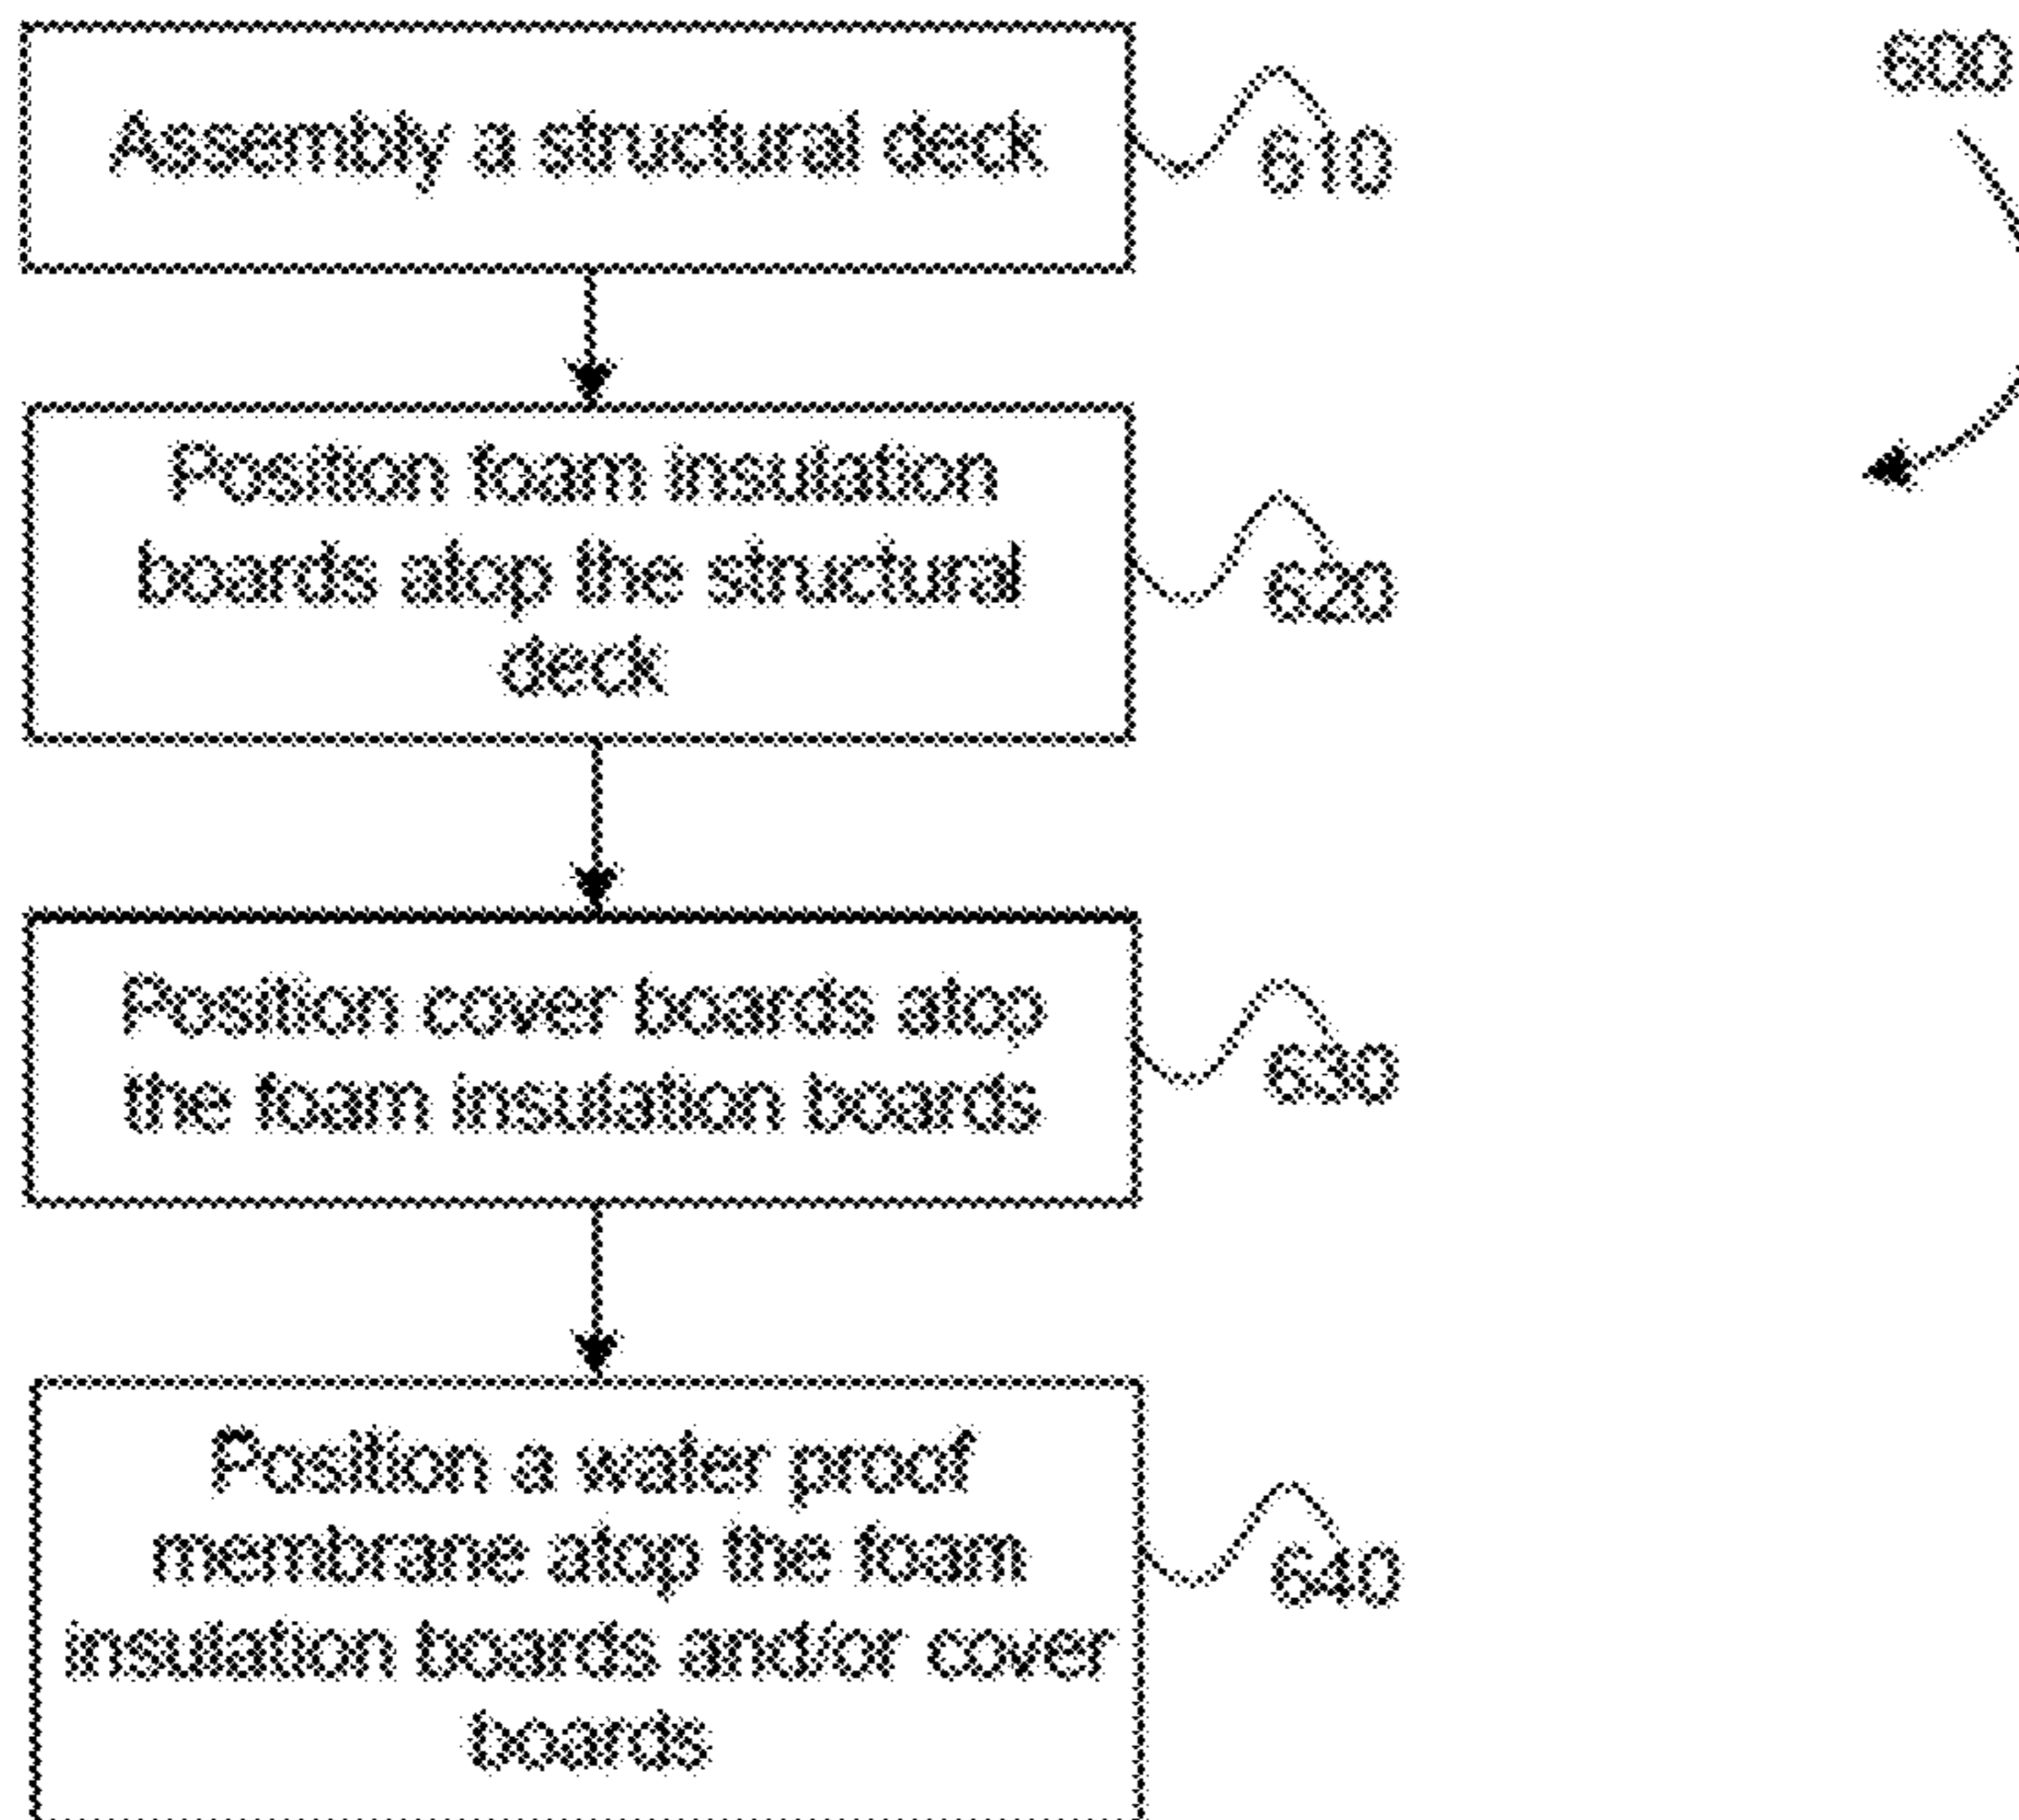 Assembly a structural deck
610
600
Position foam insulation
boards atop the structural
deck
620
Position cover boards atop
the foam insulation boards
630
Position a water proof
membrane atop the foam
insulation boards and/or cover
boards
640